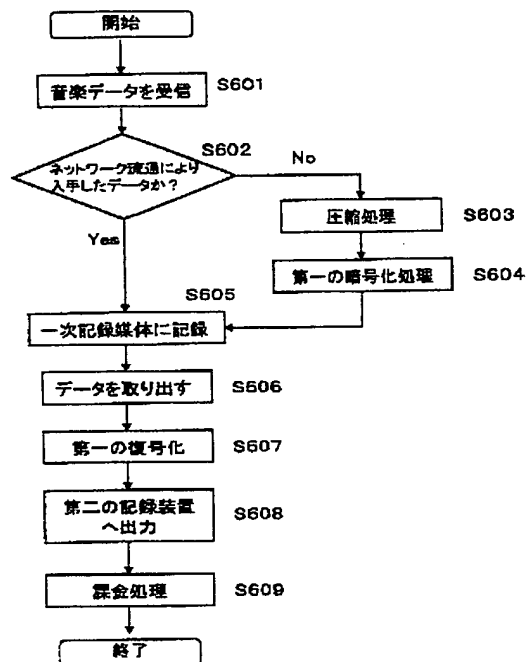 開始
音楽データを受信
S601
S602
ネットワーク流通により
入手したデータか？
No
Yes
圧縮処理
S603
第一の暗号化処理
S604
S605
一次記録媒体に記録
データを取り出す
S606
第一の復号化
S607
第二の記録装置
へ出力
S608
課金処理
S609
終了